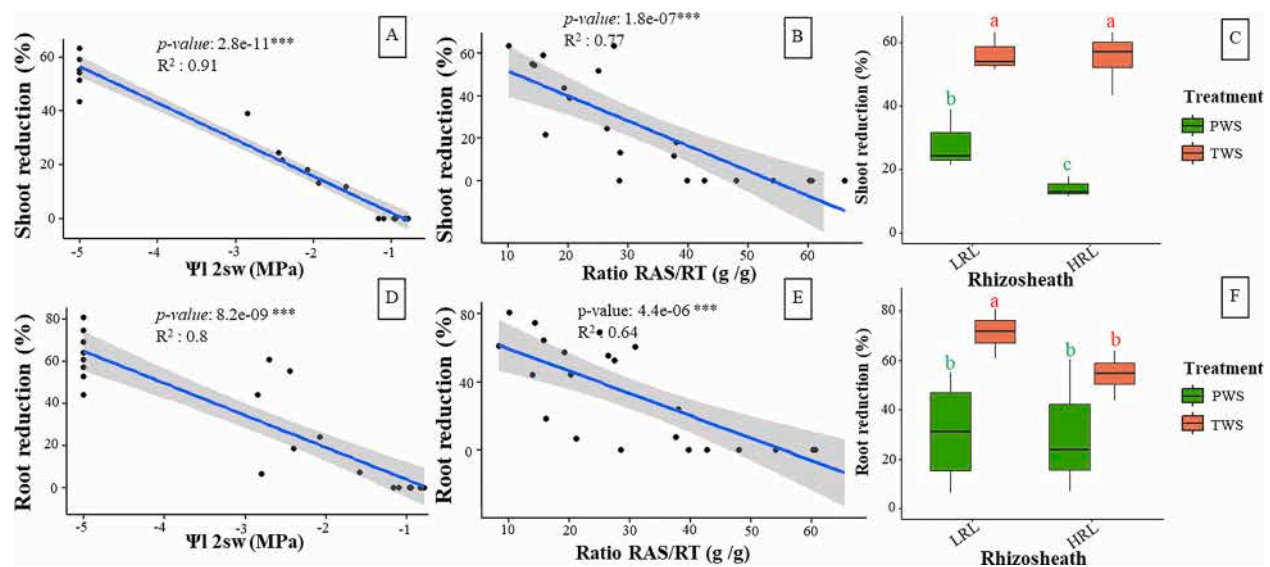 A
p-value: 2.8e-11***
R² : 0.91
Shoot reduction (%)
60
40
20
0
-5
-4
-3
-2
-1
Ψl 2sw (MPa)
B
p-value: 1.8e-07***
R² : 0.77
Shoot reduction (%)
60
40
20
0
10
20
30
40
50
60
Ratio RAS/RT (g /g)
C
Shoot reduction (%)
60
40
20
0
a
a
b
c
LRL
HRL
Rhizosheath
Treatment
PWS
TWS
D
p-value: 8.2e-09 ***
R² : 0.8
Root reduction (%)
80
60
40
20
0
-5
-4
-3
-2
-1
Ψl 2sw (MPa)
E
p-value: 4.4e-06 ***
R² : 0.64
Root reduction (%)
80
40
0
10
20
30
40
50
60
Ratio RAS/RT (g /g)
F
Root reduction (%)
80
60
40
20
0
a
b
b
b
LRL
HRL
Rhizosheath
Treatment
PWS
TWS